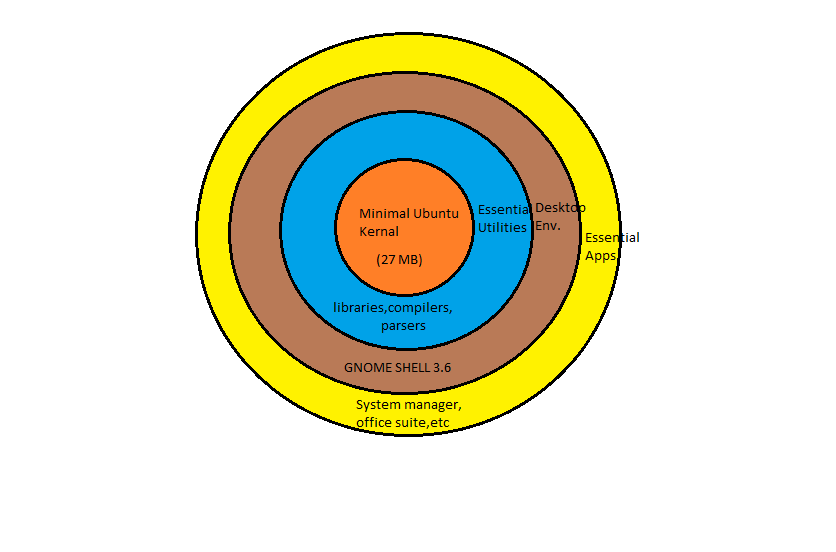 Minimal Ubuntu
Kernal
(27 MB)
Essential
Utilities
libraries,compilers,
parsers
Desktop
Env.
GNOME SHELL 3.6
Essential
Apps
System manager,
office suite,etc